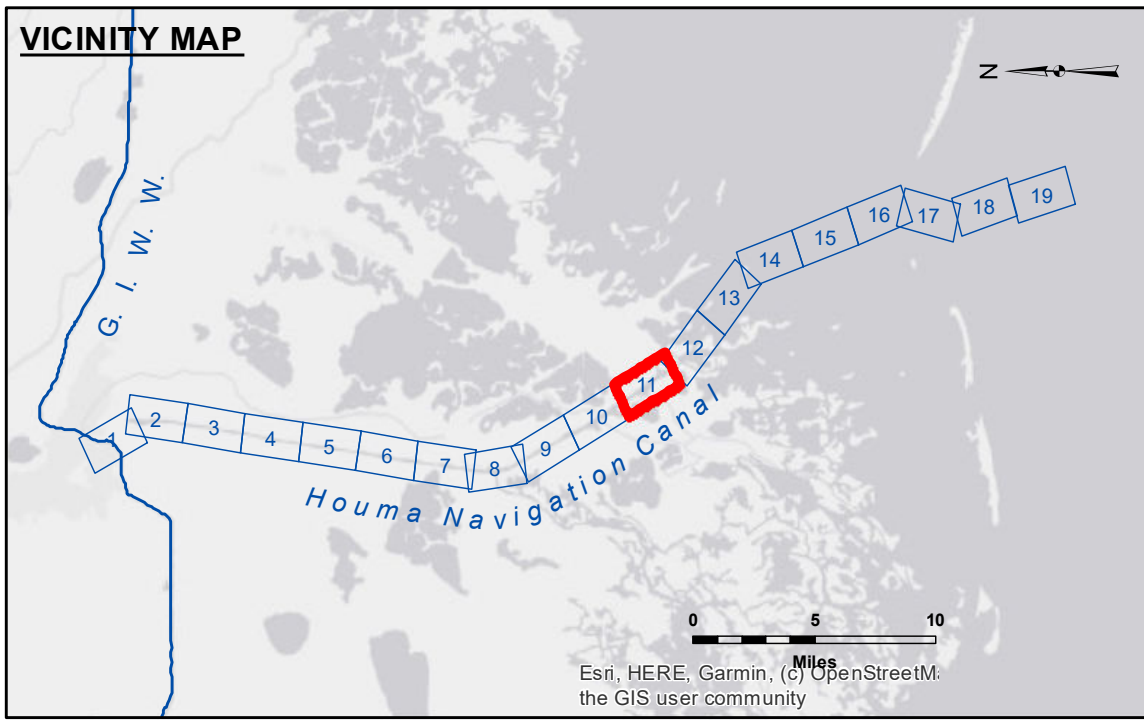 VICINITY MAP
N
G. I. W. W.
1
2
3
4
5
6
7
8
9
10
11
12
13
14
15
16
17
18
19
Houma Navigation Canal
0 5 10
Miles
Esri, HERE, Garmin, (c) OpenStreetM
the GIS user community